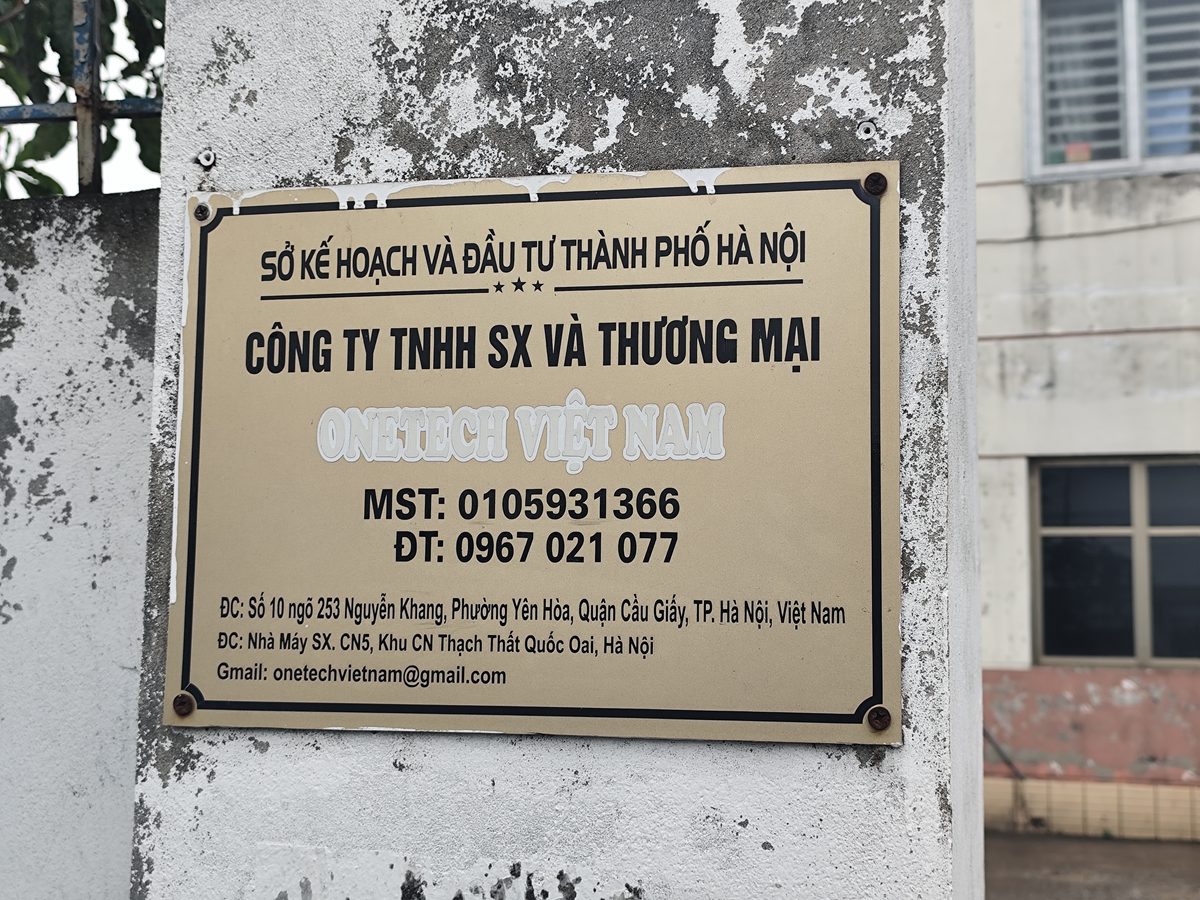 SỞ KẾ HOẠCH VÀ ĐẦU TƯ THÀNH PHỐ HÀ NỘI
CÔNG TY TNHH SX VÀ THƯƠNG MẠI
ONETECH VIỆT NAM
MST: 0105931366
ĐT: 0967 021 077
ĐC: Số 10 ngõ 253 Nguyễn Khang, Phường Yên Hòa, Quận Cầu Giấy, TP. Hà Nội, Việt Nam
ĐC: Nhà Máy SX. CN5, Khu CN Thạch Thất Quốc Oai, Hà Nội
Gmail: onetechvietnam@gmail.com